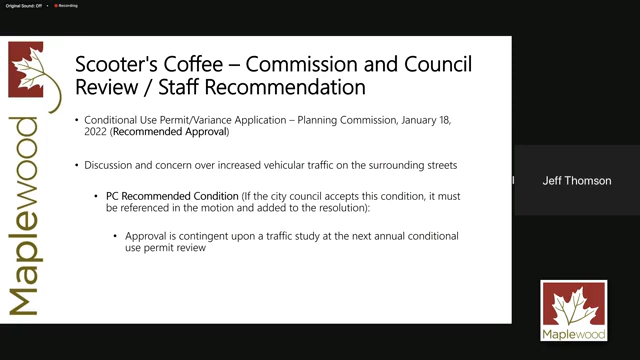 Original Sound: Off
Recording
Scooter's Coffee – Commission and Council
Review / Staff Recommendation
• Conditional Use Permit/Variance Application – Planning Commission, January 18,
2022 (Recommended Approval)
• Discussion and concern over increased vehicular traffic on the surrounding streets
• PC Recommended Condition (If the city council accepts this condition, it must
be referenced in the motion and added to the resolution):
• Approval is contingent upon a traffic study at the next annual conditional
use permit review
Maplewood
Jeff Thomson
Maplewood